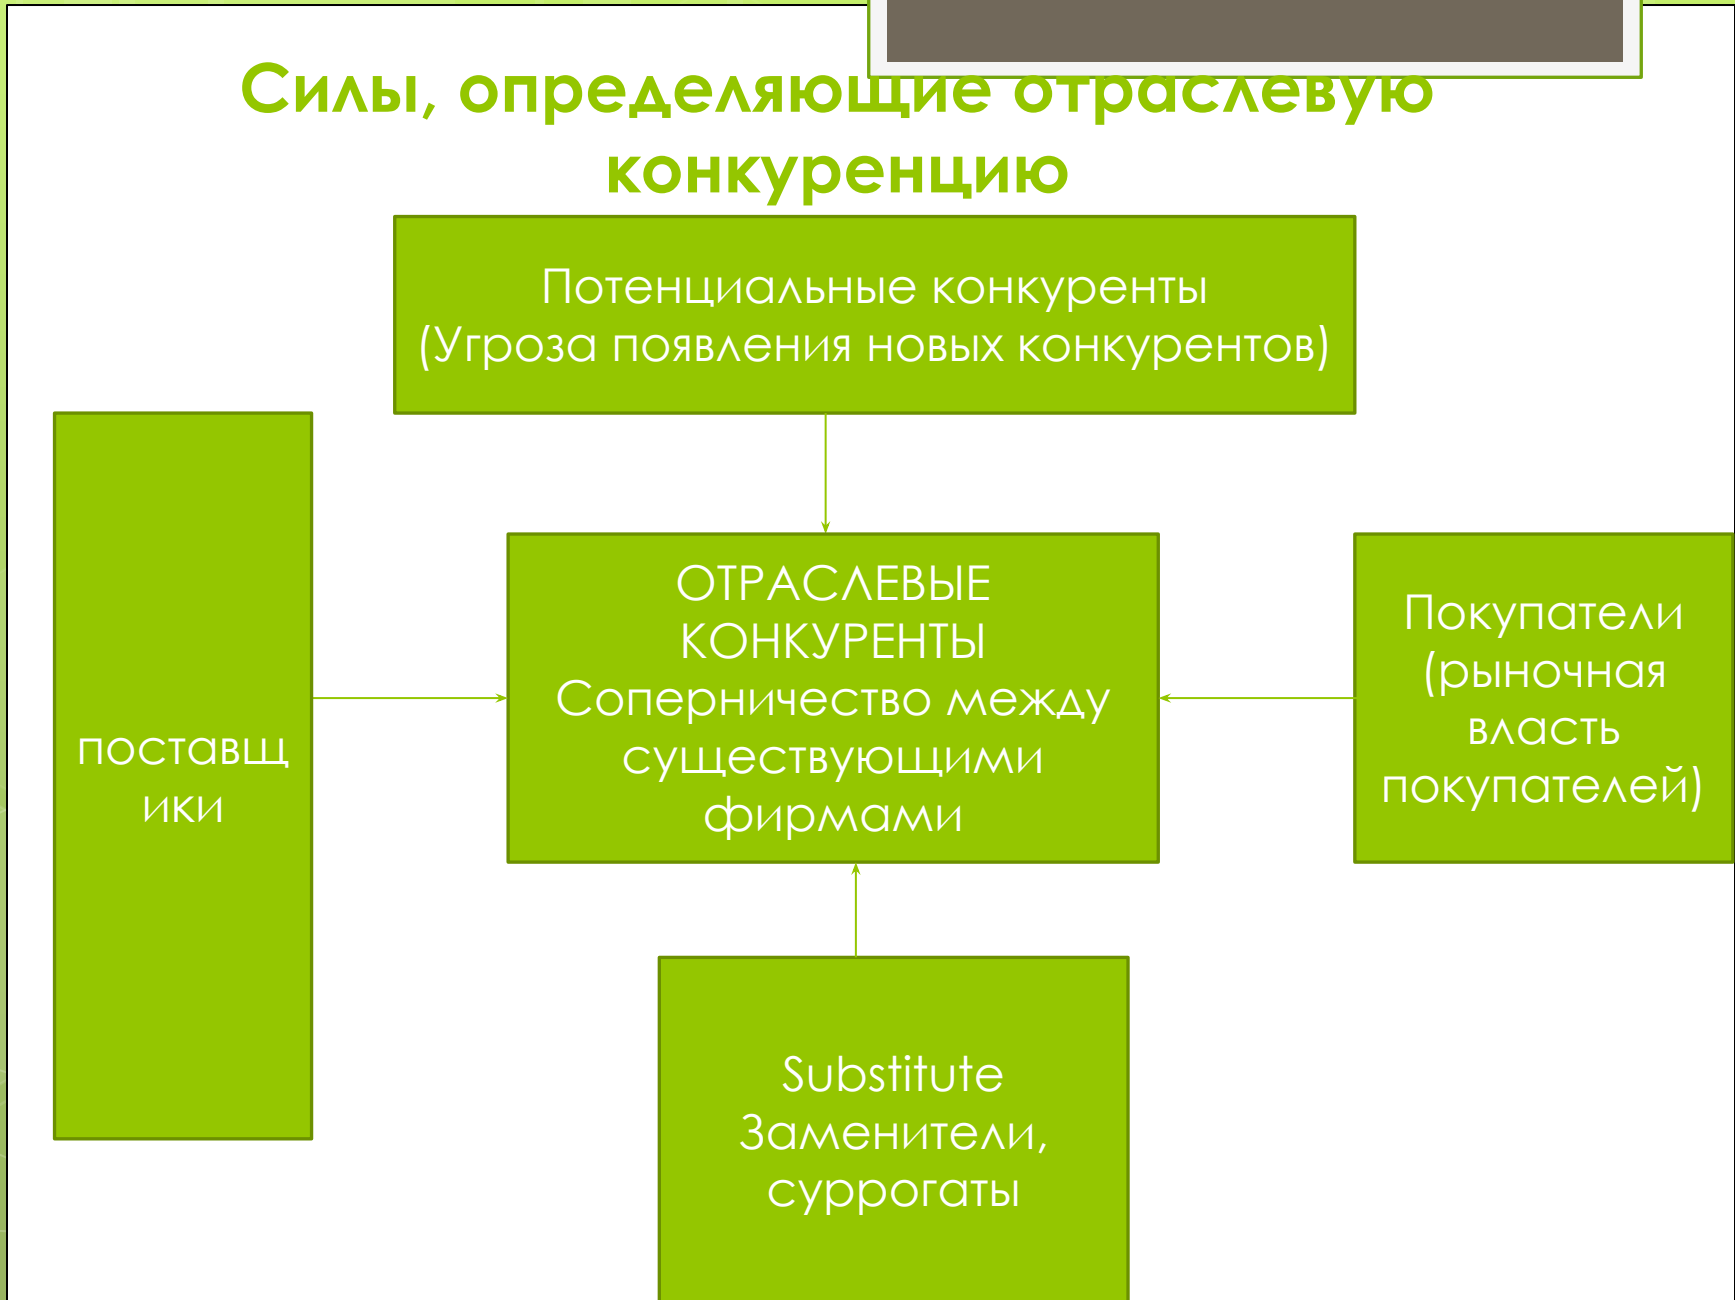 Силы, определяющие отраслевую
конкуренцию
Потенциальные конкуренты
(Угроза появления новых конкурентов)
поставщ
ики
ОТРАСЛЕВЫЕ
КОНКУРЕНТЫ
Соперничество между
существующими
фирмами
Покупатели
(рыночная
власть
покупателей)
Substitute
Заменители,
суррогаты